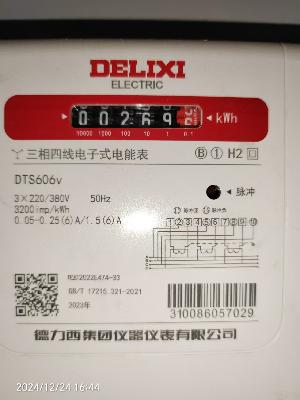 DELIXI
ELECTRIC
0 0 2 6 9
kWh
10000 1000 100 10 1 0.1
三相四线电子式电能表
Ⓑ ① H2
DTS606v
脉冲
3×220/380V 50Hz
3200imp/kWh
0.05-0.25(6)A/1.5(6)A
GB/T 17215.321-2021
2023年
310086057029
德力西集团仪器仪表有限公司
2024/12/24 16:44